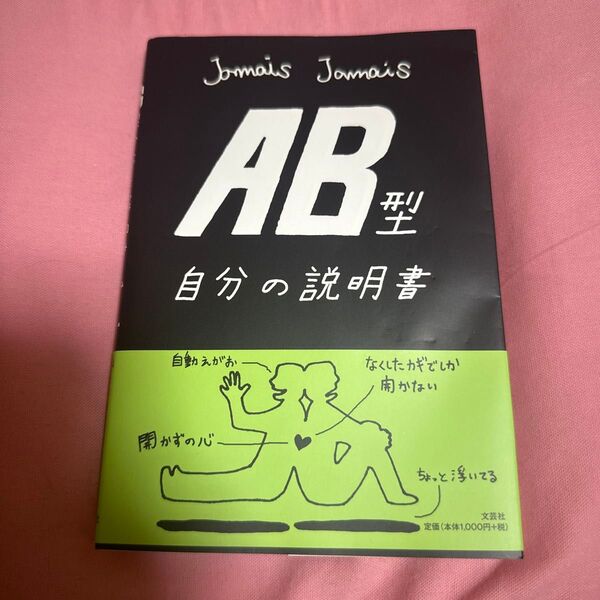 Jamais Jamais
AB型
自分の説明書
自動えがお
なくしたカギでしか
開かない
開かずの心
ちょっと浮いてる
文芸社
定価(本体1,000円+税)